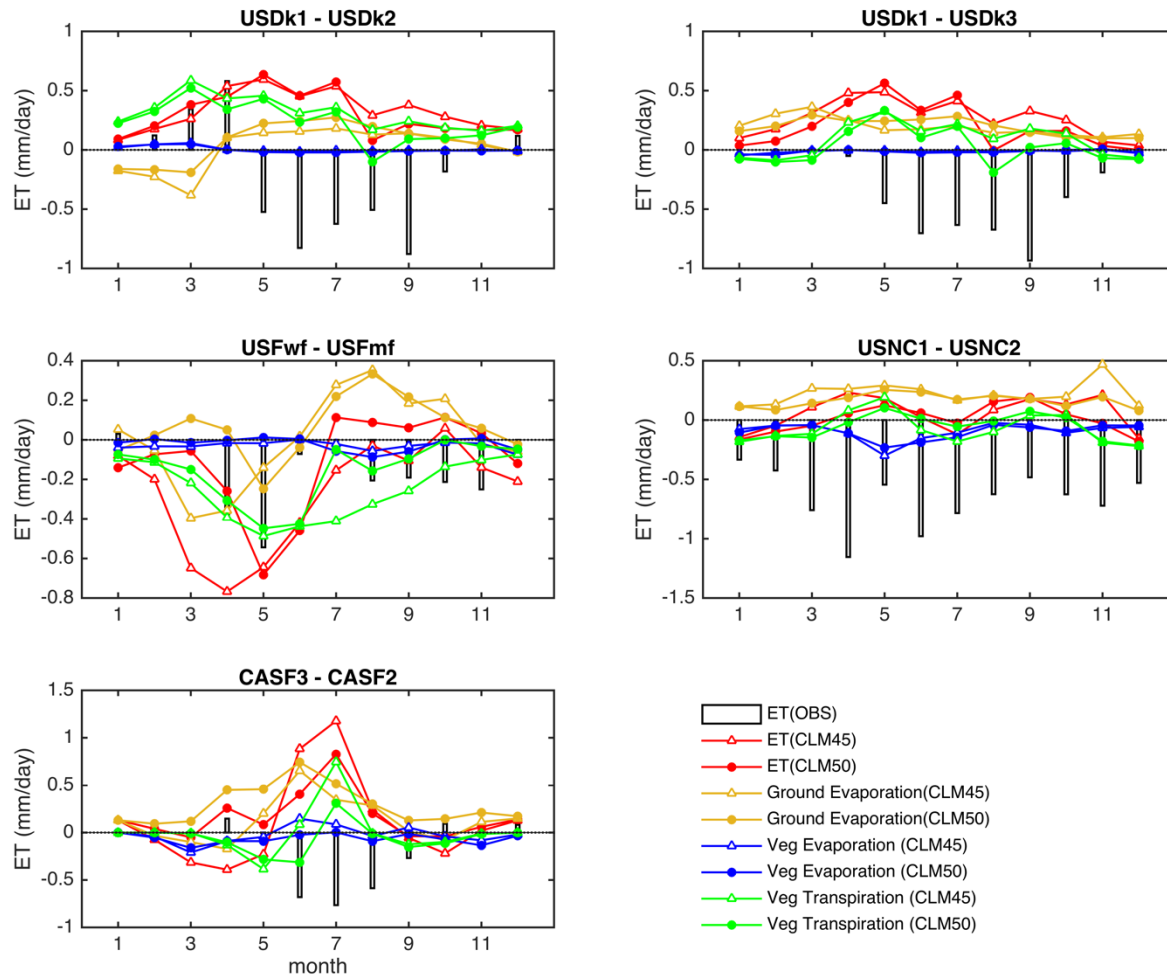 USDk1 - USDk2
1
0.5
0
-0.5
-1
ET (mm/day)
1 3 5 7 9 11
USDk1 - USDk3
1
0.5
0
-0.5
-1
ET (mm/day)
1 3 5 7 9 11
USFwf - USFmf
0.4
0.2
0
-0.2
-0.4
-0.6
-0.8
ET (mm/day)
1 3 5 7 9 11
USNC1 - USNC2
0.5
0
-0.5
-1
-1.5
ET (mm/day)
1 3 5 7 9 11
CASF3 - CASF2
1.5
1
0.5
0
-0.5
-1
ET (mm/day)
1 3 5 7 9 11
month
ET(OBS)
ET(CLM45)
ET(CLM50)
Ground Evaporation(CLM45)
Ground Evaporation(CLM50)
Veg Evaporation (CLM45)
Veg Evaporation (CLM50)
Veg Transpiration (CLM45)
Veg Transpiration (CLM50)